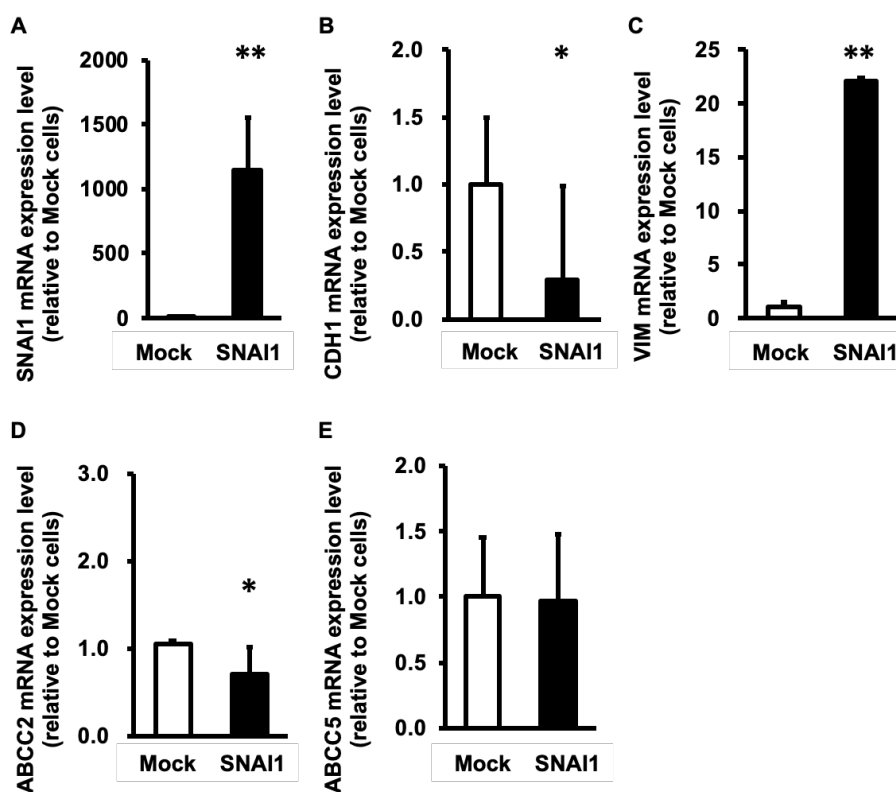 A
SNAI1 mRNA expression level
(relative to Mock cells)
2000
1500
1000
500
0
**
Mock SNAI1
B
CDH1 mRNA expression level
(relative to Mock cells)
2.0
1.5
1.0
0.5
0.0
*
Mock SNAI1
C
VIM mRNA expression level
(relative to Mock cells)
25
20
15
10
5
0
**
Mock SNAI1
D
ABCC2 mRNA expression level
(relative to Mock cells)
3.0
2.0
1.0
0.0
*
Mock SNAI1
E
ABCC5 mRNA expression level
(relative to Mock cells)
2.0
1.5
1.0
0.5
0.0
Mock SNAI1